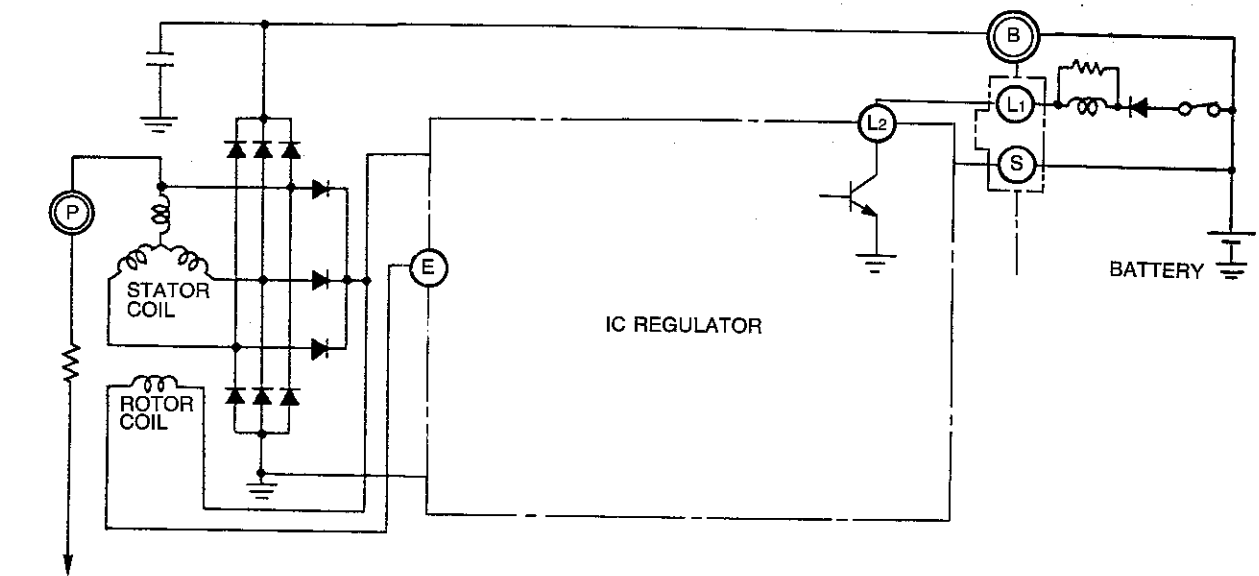 B
L1
L2
S
P
E
BATTERY
STATOR
COIL
IC REGULATOR
ROTOR
COIL